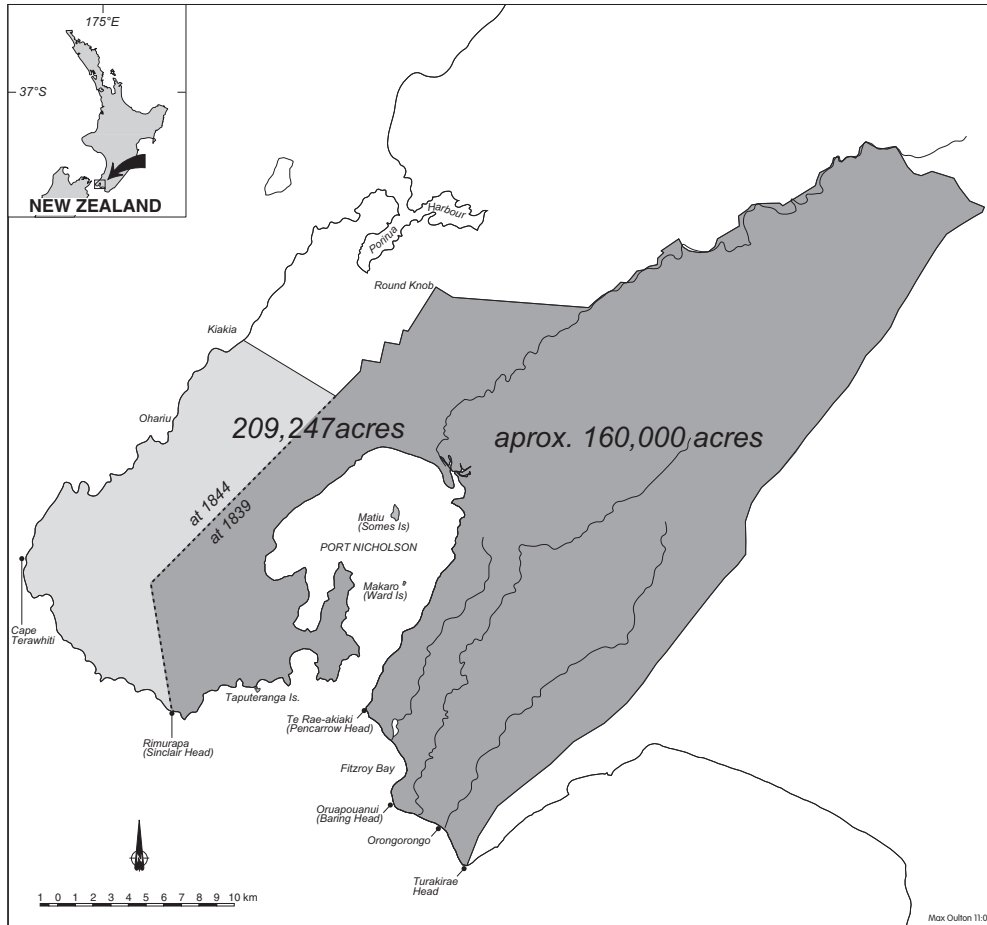 175°E
37°S
NEW ZEALAND
Harbour
Porirua
Round Knob
Kiakia
Ohariu
209,247acres
aprox. 160,000 acres
at 1844
at 1839
Matiu
(Somes Is)
PORT NICHOLSON
Makaro
(Ward Is)
Cape
Terawhiti
Taputeranga Is.
Te Rae-akiaki
(Pencarrow Head)
Rimurapa
(Sinclair Head)
Fitzroy Bay
Oruapouanui
(Baring Head)
Orongorongo
Turakirae
Head
1 0 1 2 3 4 5 6 7 8 9 10 km
Max Oulton 11:0